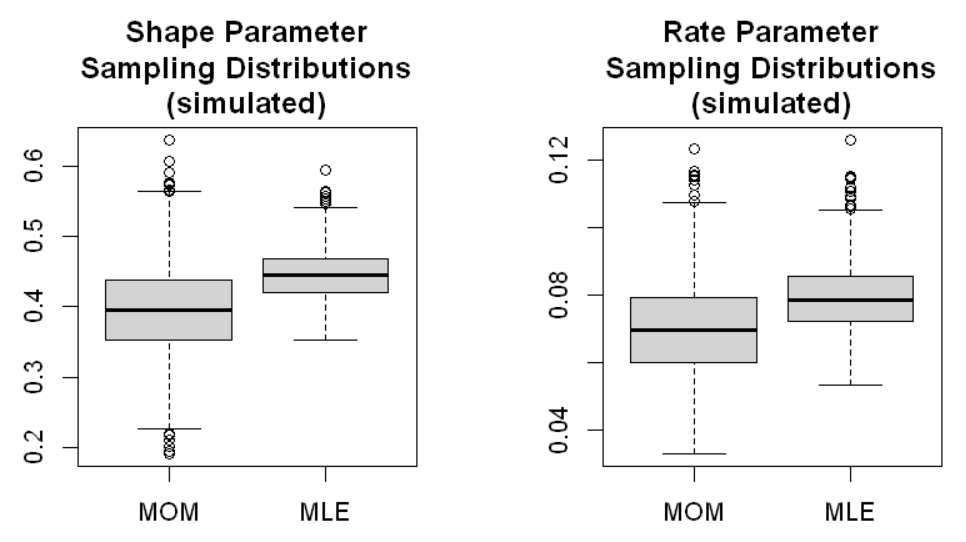 Shape Parameter
Sampling Distributions
(simulated)
0.6
0.5
0.4
0.3
0.2
MOM MLE
Rate Parameter
Sampling Distributions
(simulated)
0.12
0.08
0.04
MOM MLE